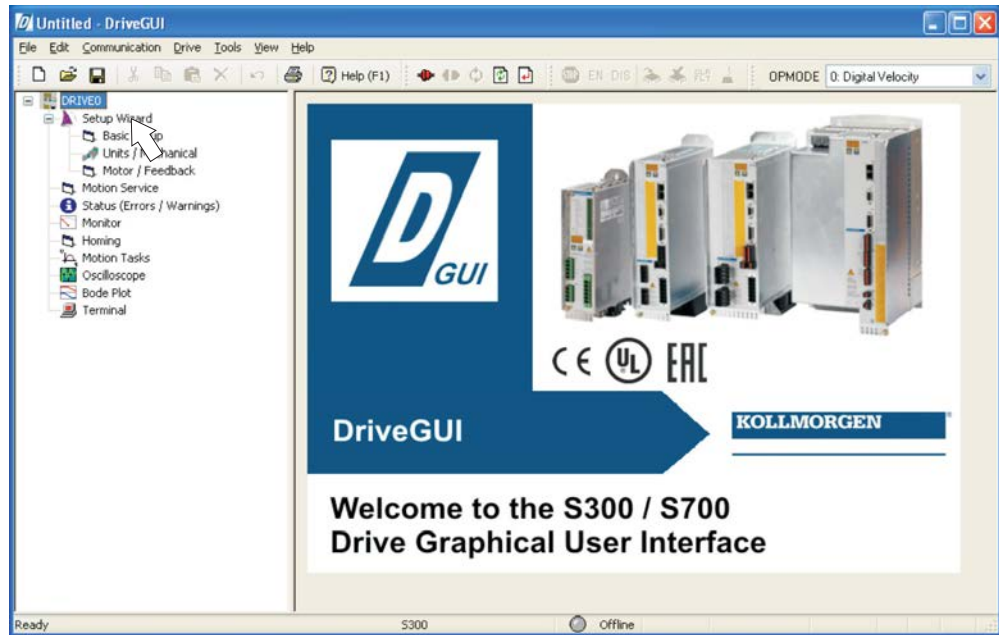 Untitled - DriveGUI
File Edit Communication Drive Tools View Help
Help (F1)
EN DIS
OPMODE 0: Digital Velocity
DRIVE0
Setup Wizard
Basic
Units / Mechanical
Motor / Feedback
Motion Service
Status (Errors / Warnings)
Monitor
Homing
Motion Tasks
Oscilloscope
Bode Plot
Terminal
D
GUI
CE UL EAC
DriveGUI
KOLLMORGEN
Welcome to the S300 / S700
Drive Graphical User Interface
Ready S300 Offline